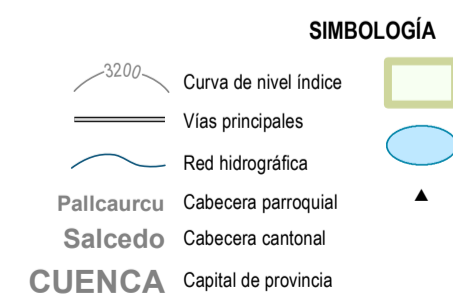 SIMBOLOGÍA
3200 Curva de nivel índice
Vías principales
Red hidrográfica
Pallcaurcu Cabecera parroquial
Salcedo Cabecera cantonal
CUENCA Capital de provincia